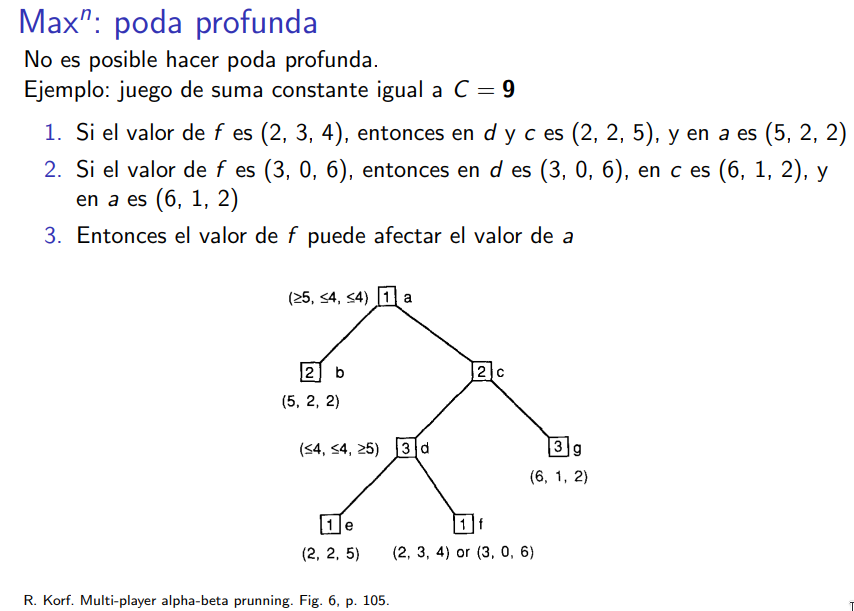 Maxⁿ: poda profunda
No es posible hacer poda profunda.
Ejemplo: juego de suma constante igual a C = 9
1. Si el valor de f es (2, 3, 4), entonces en d y c es (2, 2, 5), y en a es (5, 2, 2)
2. Si el valor de f es (3, 0, 6), entonces en d es (3, 0, 6), en c es (6, 1, 2), y
en a es (6, 1, 2)
3. Entonces el valor de f puede afectar el valor de a
(≥5, ≤4, ≤4) 1 a
2 b 2 c
(5, 2, 2)
(≤4, ≤4, ≥5) 3 d 3 g
(6, 1, 2)
1 e 1 f
(2, 2, 5) (2, 3, 4) or (3, 0, 6)
R. Korf. Multi-player alpha-beta prunning. Fig. 6, p. 105.